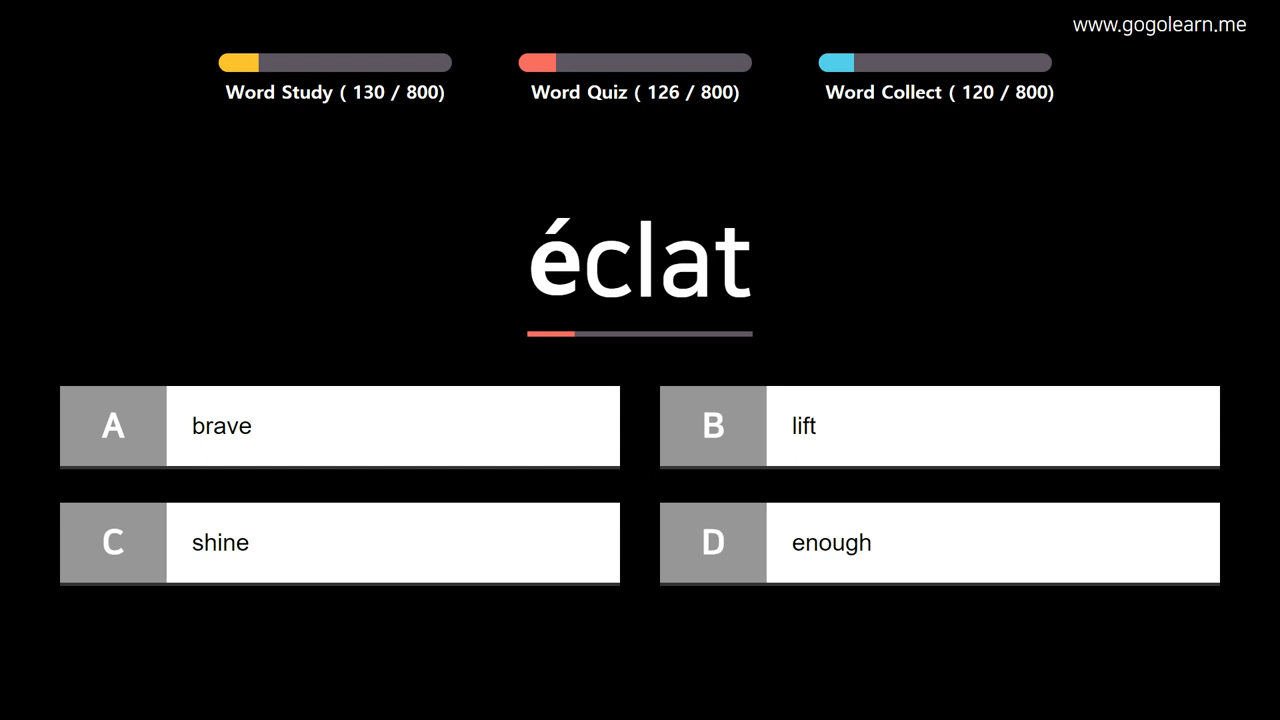 www.gogolearn.me
Word Study ( 130 / 800)
Word Quiz ( 126 / 800)
Word Collect ( 120 / 800)
éclat
A brave
B lift
C shine
D enough